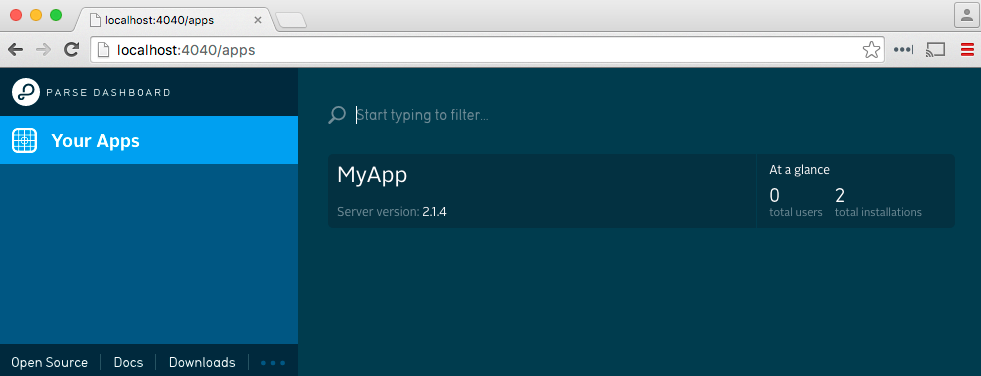 localhost:4040/apps
localhost:4040/apps
PARSE DASHBOARD
Your Apps
Start typing to filter...
MyApp
Server version: 2.1.4
At a glance
0 2
total users total installations
Open Source Docs Downloads